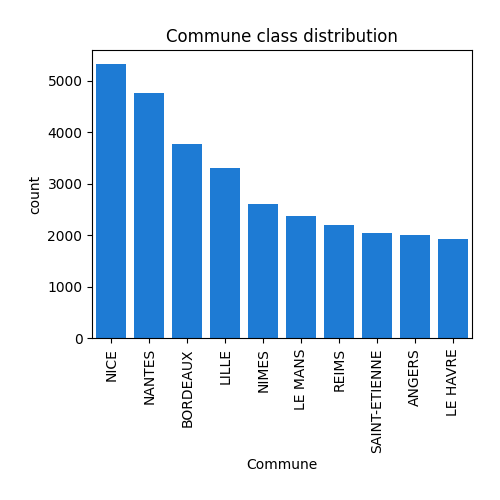 Commune class distribution
count
5000
4000
3000
2000
1000
0
NICE
NANTES
BORDEAUX
LILLE
NIMES
LE MANS
REIMS
SAINT-ETIENNE
ANGERS
LE HAVRE
Commune